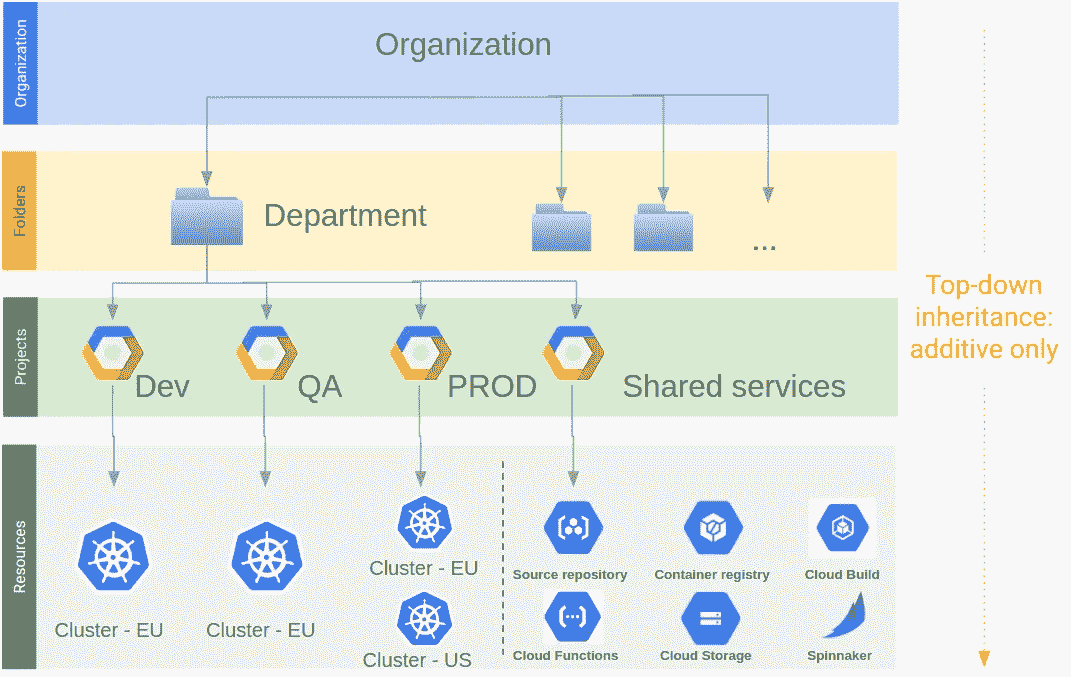 Organization
Organization
Folders
Department
...
Top-down
inheritance:
additive only
Projects
Dev
QA
PROD
Shared services
Resources
Cluster - EU
Cluster - EU
Cluster - EU
Cluster - US
Source repository
Container registry
Cloud Build
Cloud Functions
Cloud Storage
Spinnaker